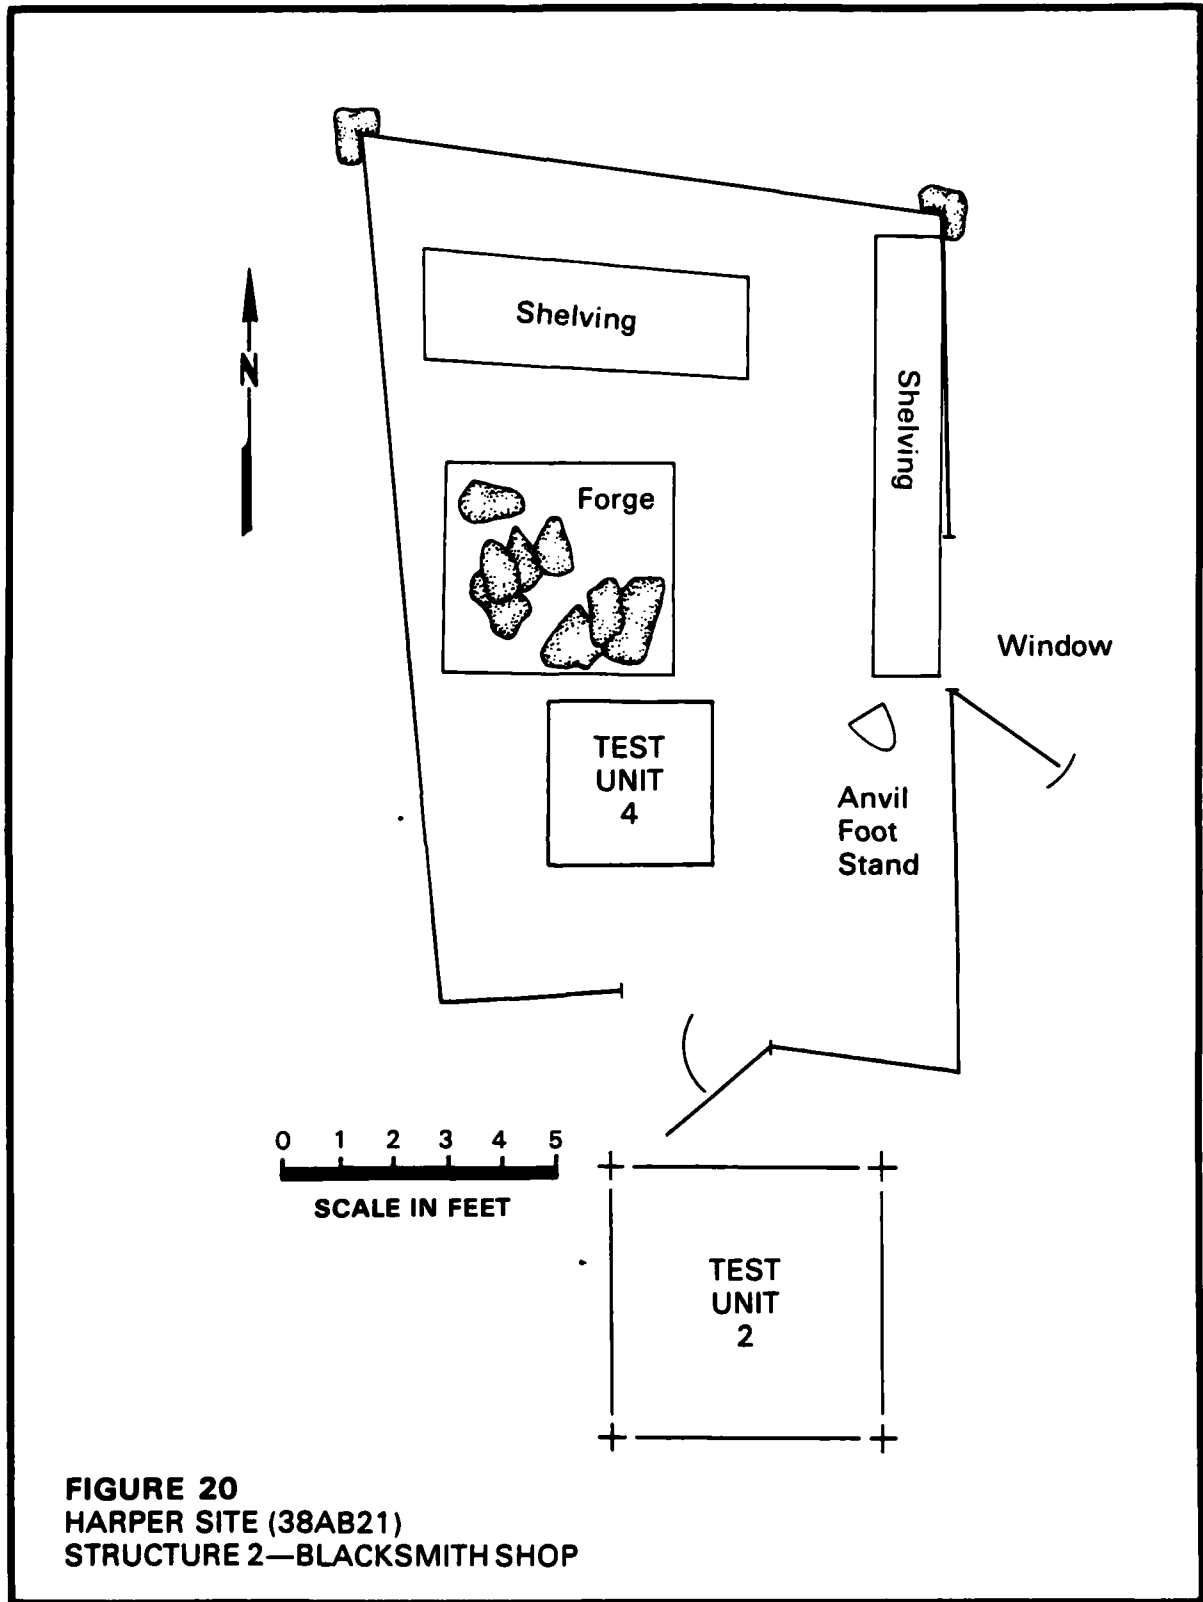 Shelving
N
Shelving
Forge
Window
TEST
UNIT
4
Anvil
Foot
Stand
0 1 2 3 4 5
SCALE IN FEET
TEST
UNIT
2
FIGURE 20
HARPER SITE (38AB21)
STRUCTURE 2—BLACKSMITH SHOP